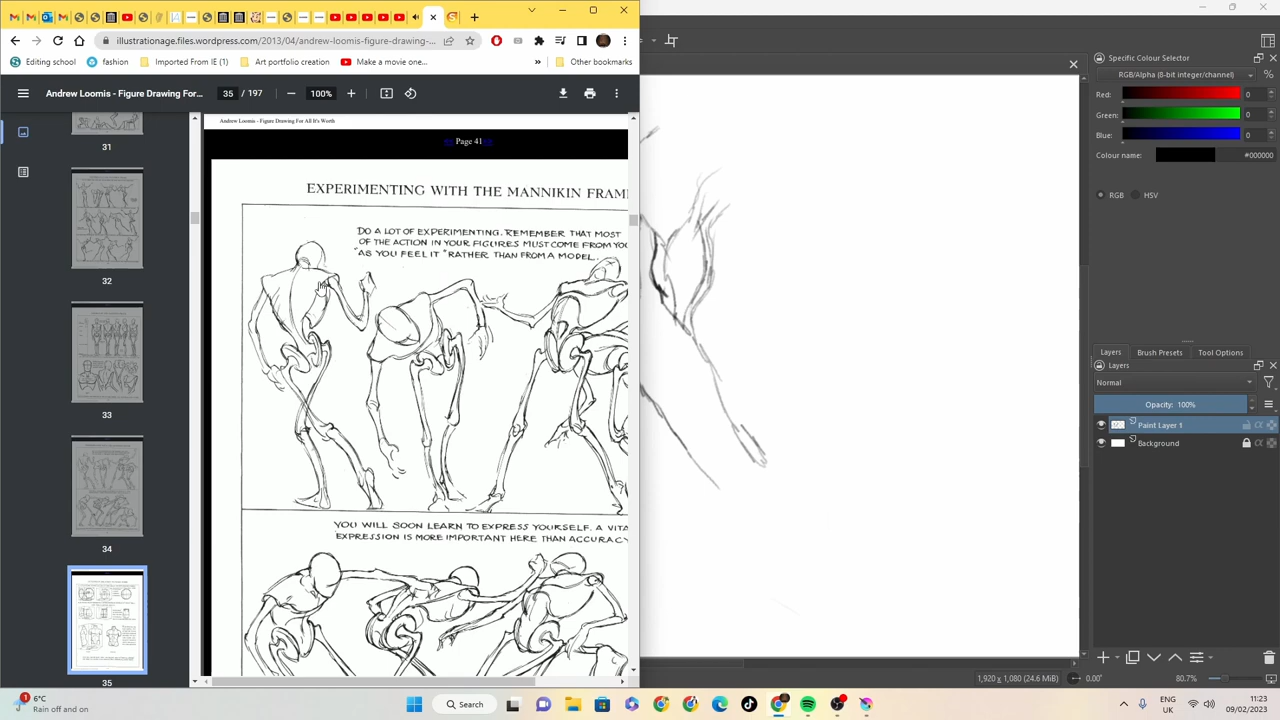 illustrationage.files.wordpress.com/2013/04/andrew-loomis-figure-drawing-...
Editing school
fashion
Imported From IE (1)
Art portfolio creation
Make a movie one...
»
Other bookmarks
Andrew Loomis - Figure Drawing For...
35 / 197
100%
31
32
33
34
35
Andrew Loomis - Figure Drawing For All It's Worth
Page 41
EXPERIMENTING WITH THE MANNIKIN FRAM
DO A LOT OF EXPERIMENTING. REMEMBER THAT MOST
OF THE ACTION IN YOUR FIGURES MUST COME FROM YO
"AS YOU FEEL IT" RATHER THAN FROM A MODEL.
YOU WILL SOON LEARN TO EXPRESS YOURSELF. A VITA
EXPRESSION IS MORE IMPORTANT HERE THAN ACCURACY
Specific Colour Selector
RGB/Alpha (8-bit integer/channel)
Red:
0
Green:
0
Blue:
0
Colour name:
#000000
RGB
HSV
Layers
Brush Presets
Tool Options
Layers
Normal
Opacity: 100%
Paint Layer 1
Background
1,920 x 1,080 (24.6 MiB)
0.00°
80.7%
1
6°C
Rain off and on
Search
ENG
UK
11:23
09/02/2023